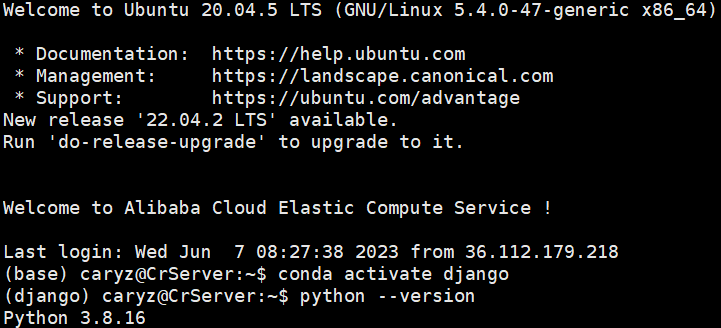 Welcome to Ubuntu 20.04.5 LTS (GNU/Linux 5.4.0-47-generic x86_64)
* Documentation:  https://help.ubuntu.com
* Management:     https://landscape.canonical.com
* Support:        https://ubuntu.com/advantage
New release '22.04.2 LTS' available.
Run 'do-release-upgrade' to upgrade to it.
Welcome to Alibaba Cloud Elastic Compute Service !
Last login: Wed Jun  7 08:27:38 2023 from 36.112.179.218
(base) caryz@CrServer:~$ conda activate django
(django) caryz@CrServer:~$ python --version
Python 3.8.16